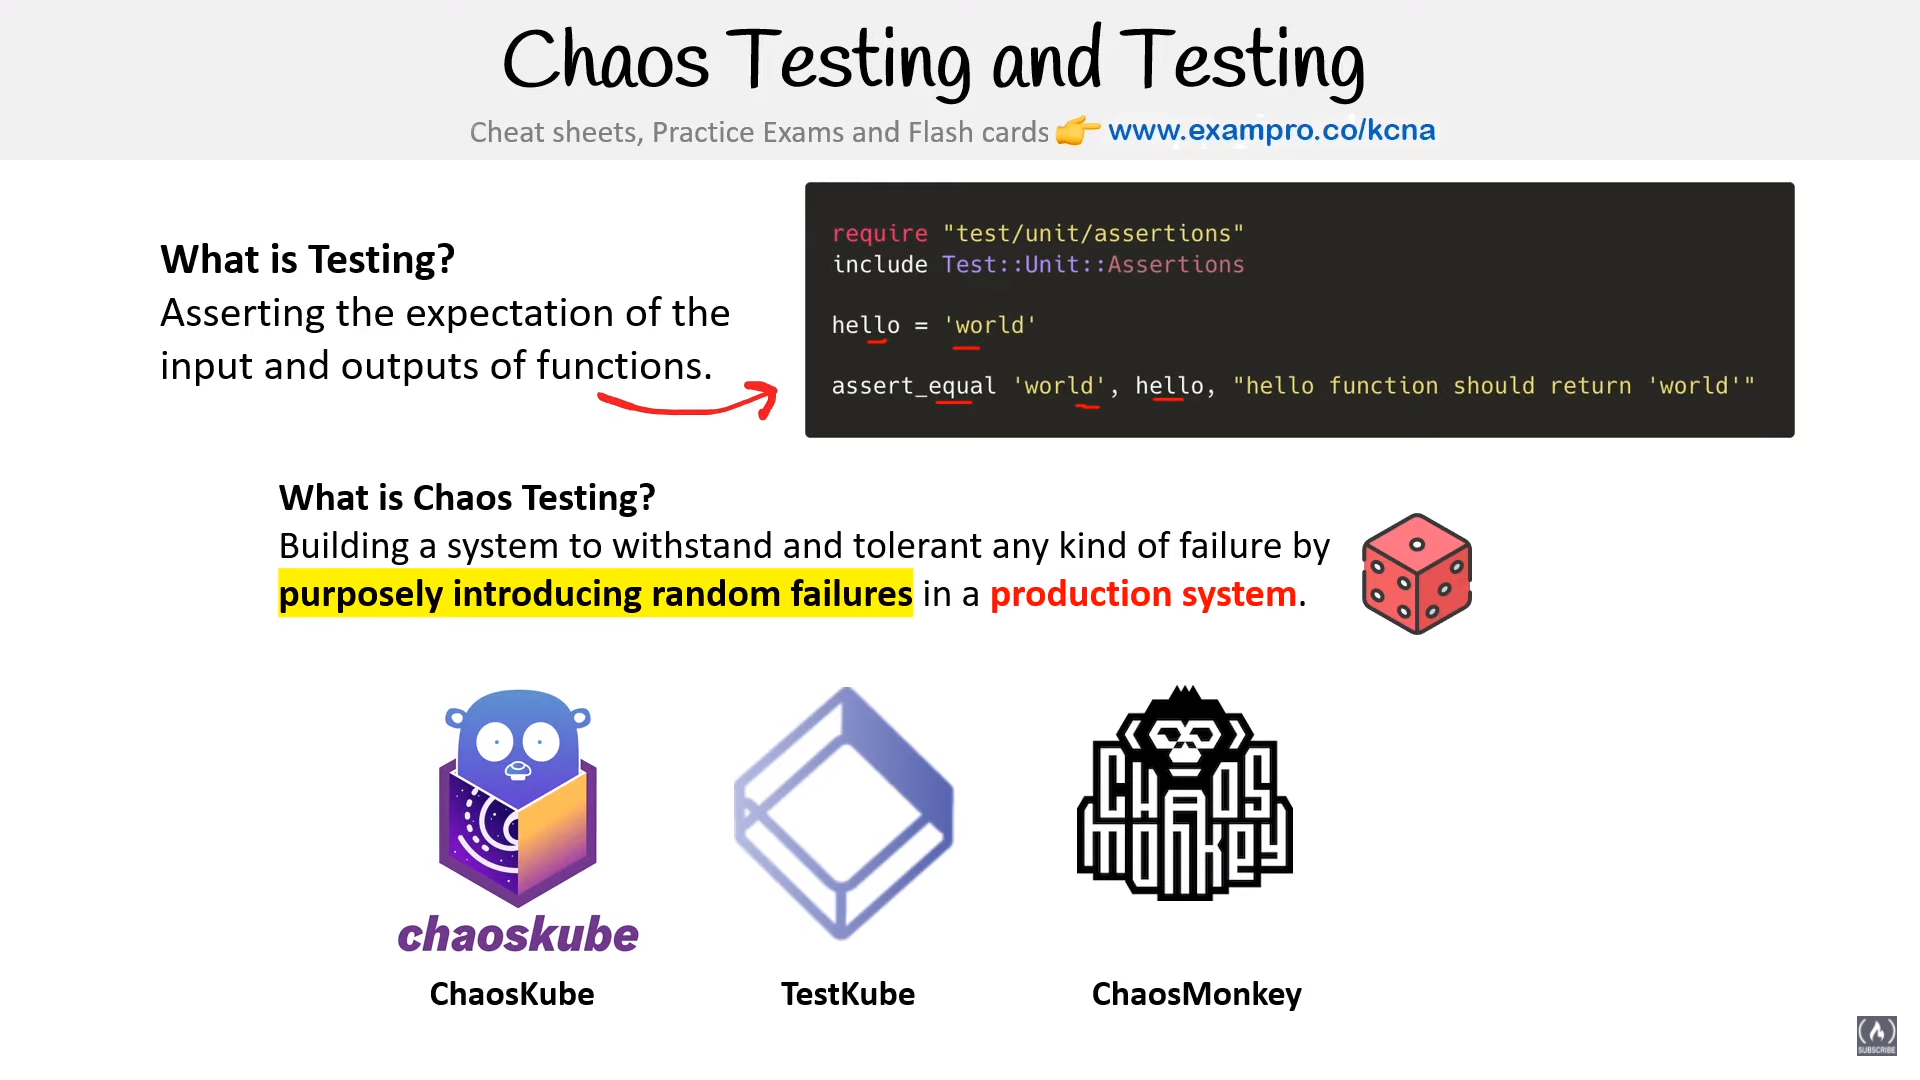 Chaos Testing and Testing
Cheat sheets, Practice Exams and Flash cards 👉 www.exampro.co/kcna
What is Testing?
Asserting the expectation of the
input and outputs of functions.
require "test/unit/assertions"
include Test::Unit::Assertions
hello = 'world'
assert_equal 'world', hello, "hello function should return 'world'"
What is Chaos Testing?
Building a system to withstand and tolerant any kind of failure by
purposely introducing random failures in a production system.
chaoskube
CHAOS
MONKEY
ChaosKube
TestKube
ChaosMonkey
SUBSCRIBE